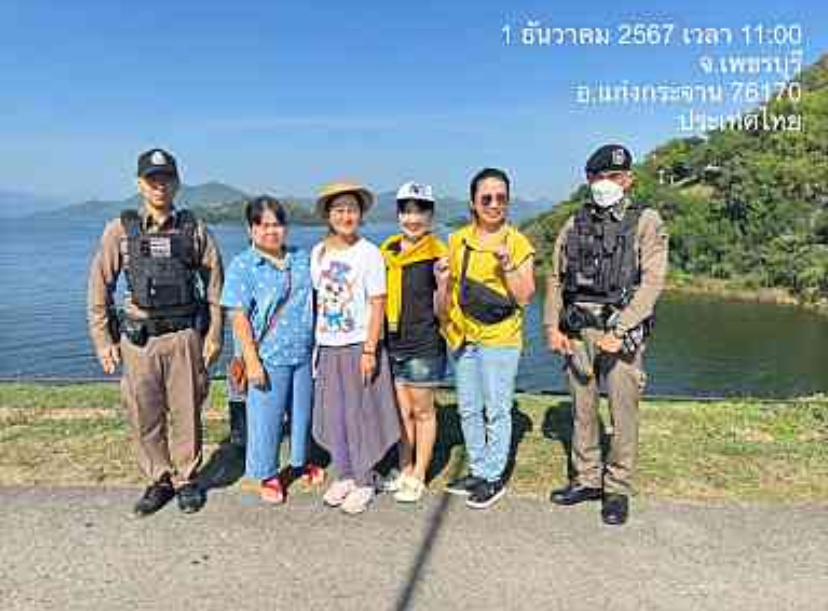 1 ธันวาคม 2567 เวลา 11:00
จ.เพชรบุรี
อ.แก่งกระจาน 76170
ประเทศไทย